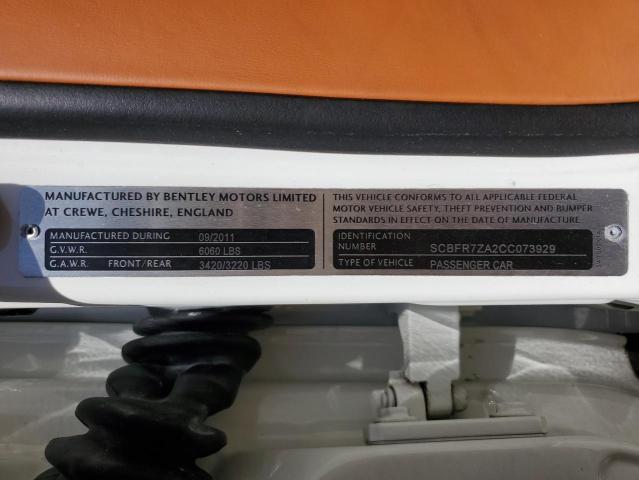 MANUFACTURED BY BENTLEY MOTORS LIMITED
AT CREWE, CHESHIRE, ENGLAND
MANUFACTURED DURING 09/2011
G.V.W.R. 6060 LBS
G.A.W.R. FRONT/REAR 3420/3220 LBS
THIS VEHICLE CONFORMS TO ALL APPLICABLE FEDERAL
MOTOR VEHICLE SAFETY, THEFT PREVENTION AND BUMPER
STANDARDS IN EFFECT ON THE DATE OF MANUFACTURE
IDENTIFICATION
NUMBER SCBFR7ZA2CC073929
TYPE OF VEHICLE PASSENGER CAR